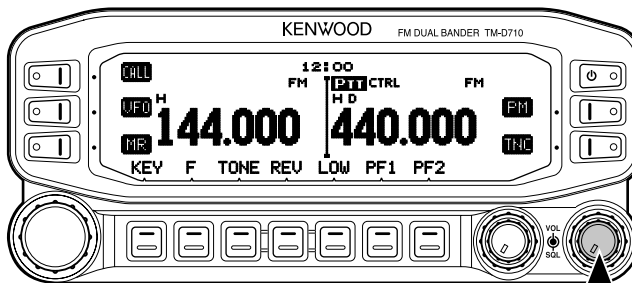 KENWOOD FM DUAL BANDER TM-D710
12:00
CALL FM PTT CTRL FM
VFO H H D PM
144.000 440.000
MR TNC
KEY F TONE REV LOW PF1 PF2
VOL
SQL